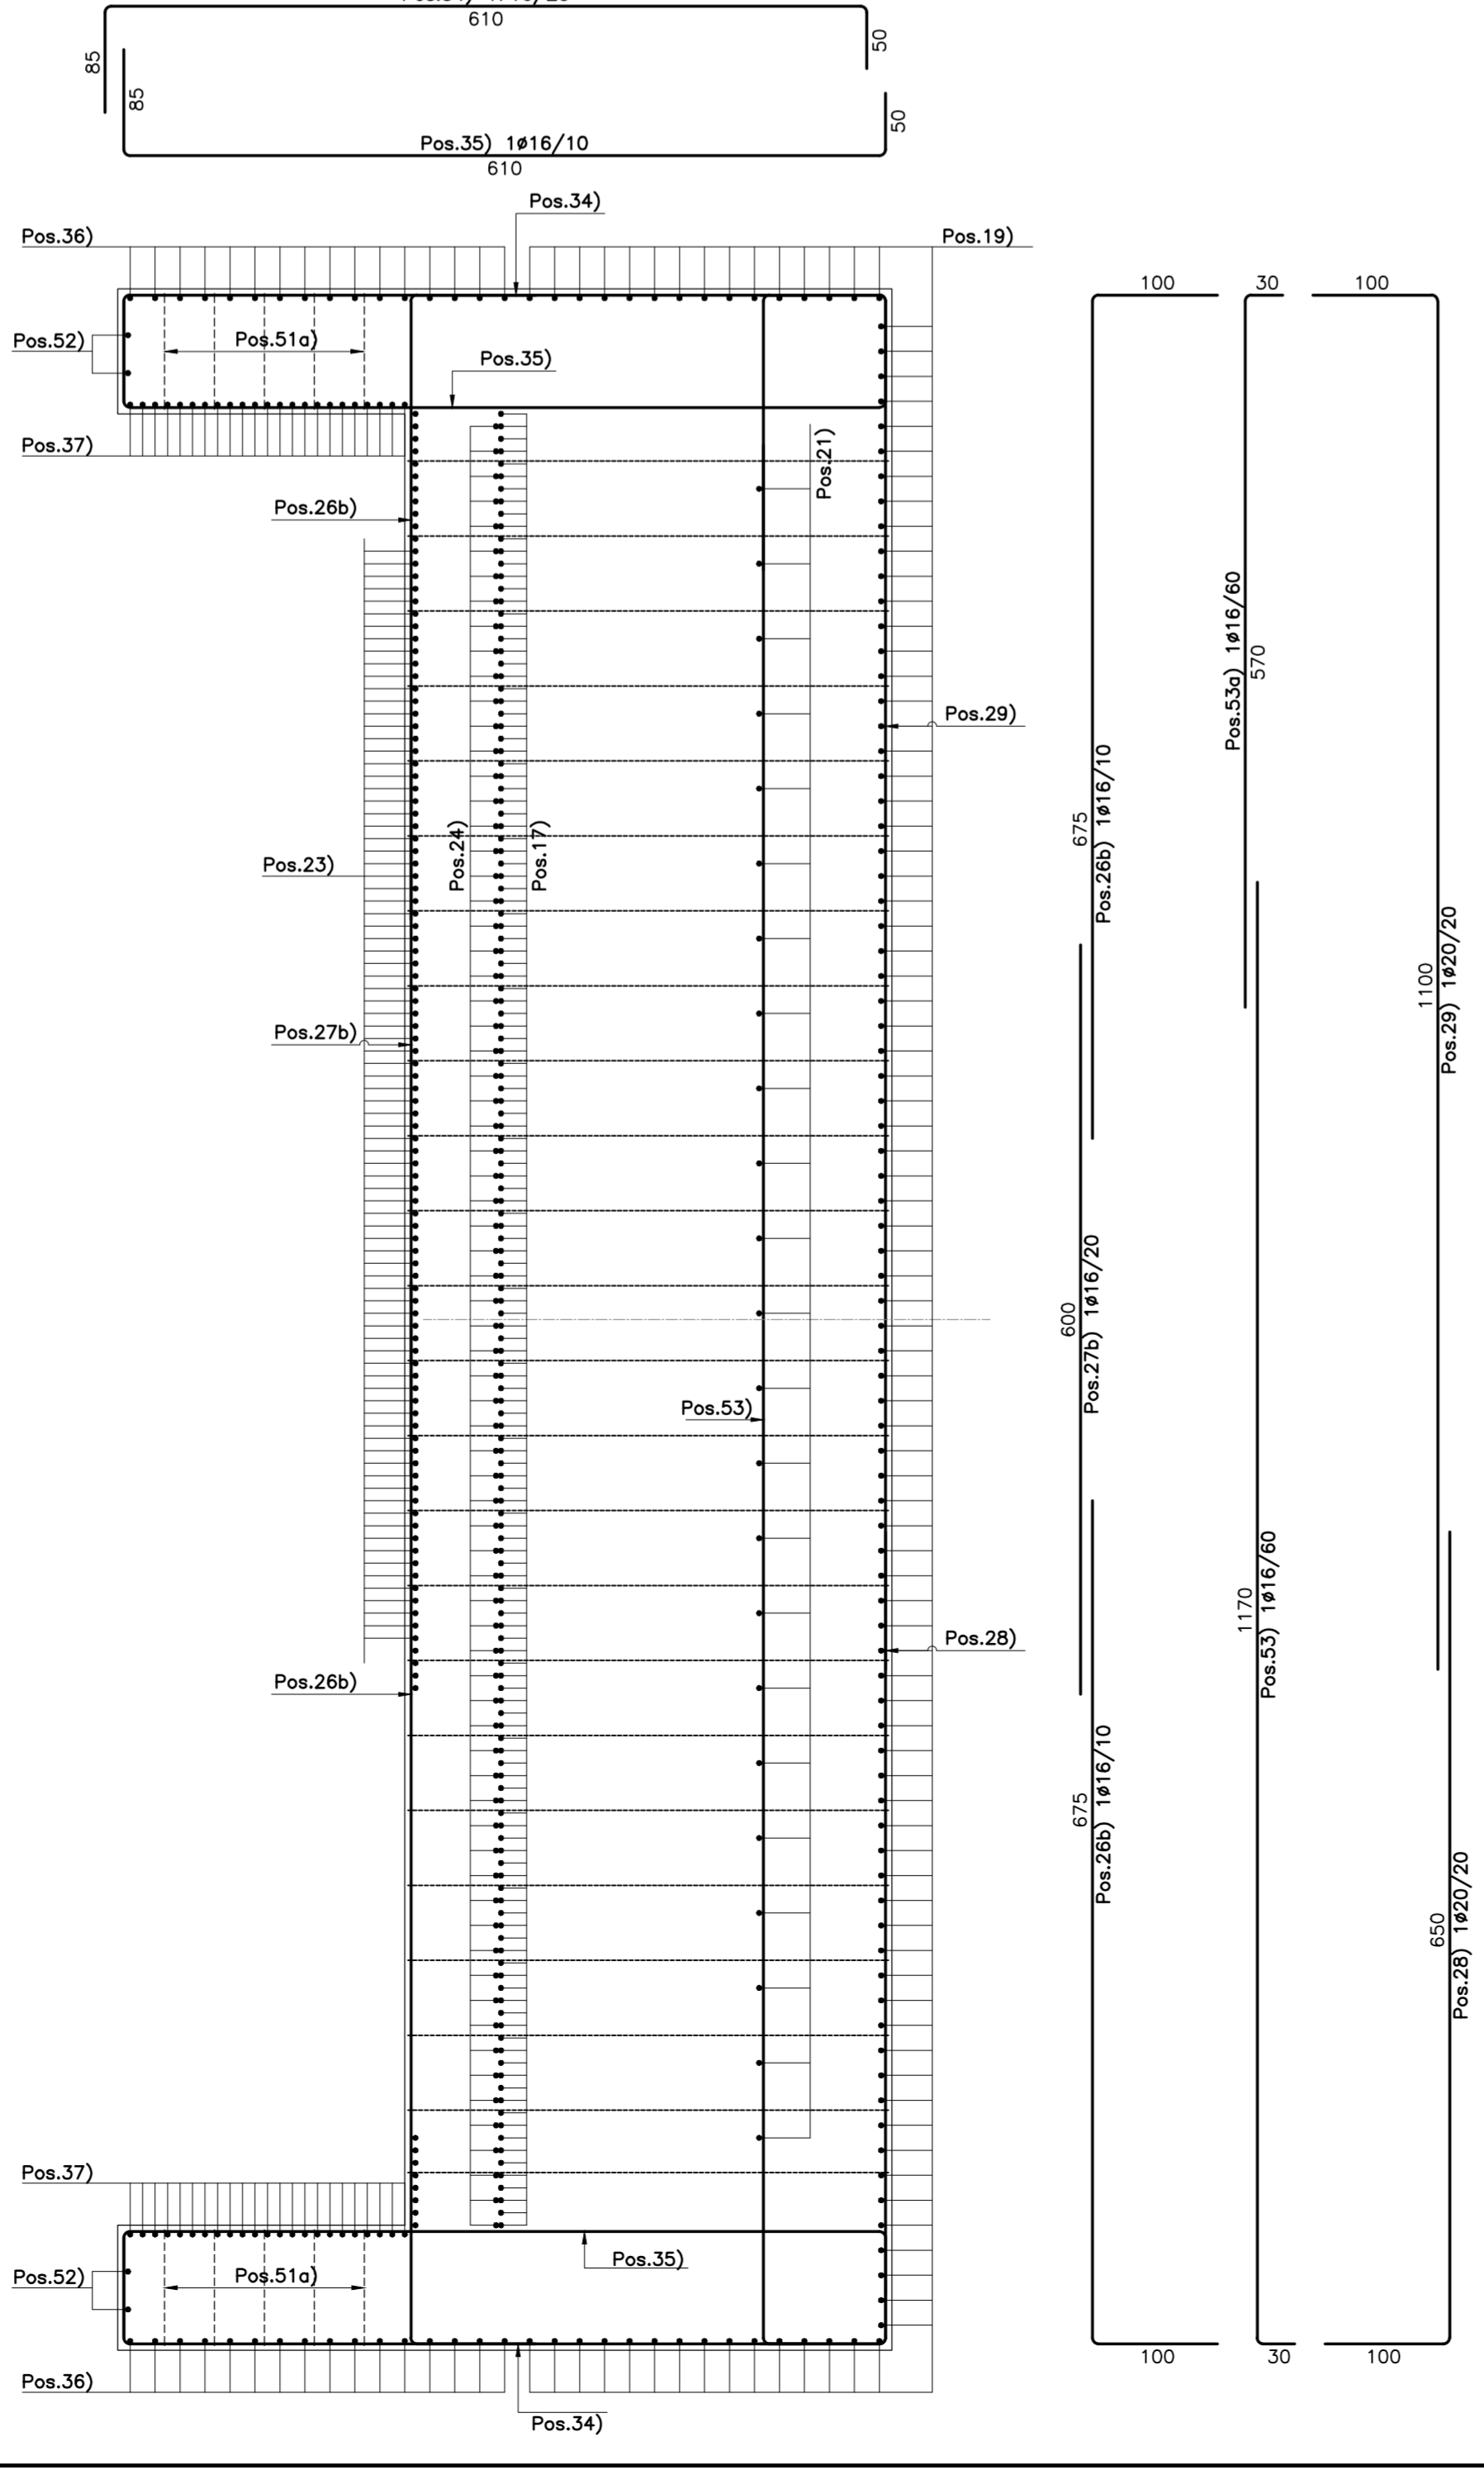 610
85
50
85
50
Pos.35) 1ø16/10
610
Pos.34)
Pos.36)
Pos.19)
100
30
100
Pos.52)
Pos.51a)
Pos.35)
Pos.37)
Pos.21)
Pos.26b)
Pos.53a) 1ø16/60
570
Pos.29)
675
Pos.26b) 1ø16/10
Pos.24)
Pos.17)
Pos.23)
1100
Pos.29) 1ø20/20
Pos.27b)
600
Pos.27b) 1ø16/20
Pos.53)
1170
Pos.53) 1ø16/60
Pos.28)
Pos.26b)
675
Pos.26b) 1ø16/10
650
Pos.28) 1ø20/20
Pos.37)
Pos.35)
Pos.52)
Pos.51a)
100
30
100
Pos.36)
Pos.34)